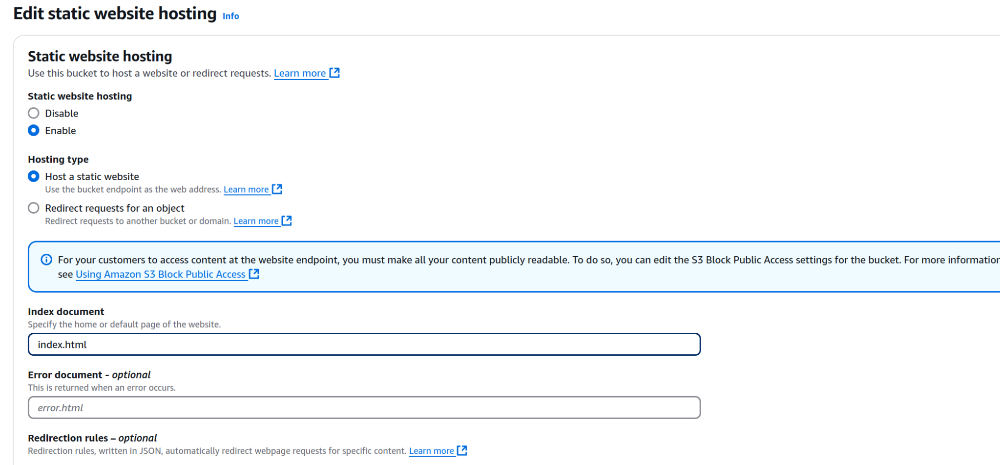 Edit static website hosting Info
Static website hosting
Use this bucket to host a website or redirect requests. Learn more
Static website hosting
Disable
Enable
Hosting type
Host a static website
Use the bucket endpoint as the web address. Learn more
Redirect requests for an object
Redirect requests to another bucket or domain. Learn more
For your customers to access content at the website endpoint, you must make all your content publicly readable. To do so, you can edit the S3 Block Public Access settings for the bucket. For more information
see Using Amazon S3 Block Public Access
Index document
Specify the home or default page of the website.
index.html
Error document - optional
This is returned when an error occurs.
error.html
Redirection rules – optional
Redirection rules, written in JSON, automatically redirect webpage requests for specific content. Learn more